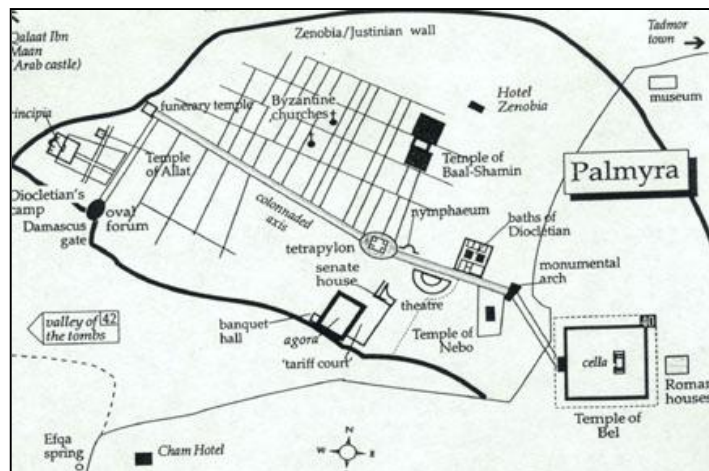 Qalaat Ibn
Maan
(Arab castle)
Zenobia/Justinian wall
Tadmor
town
museum
Hotel
Zenobia
funerary temple
Byzantine
churches
rincipia
Temple
of Allat
Temple of
Baal-Shamin
Palmyra
Diocletian's
camp
Damascus
gate
oval
forum
colonnaded
axis
nymphaeum
baths of
Diocletian
tetrapylon
senate
house
monumental
arch
theatre
valley of 42
the tombs
banquet
hall
agora
'tariff court'
Temple of
Nebo
40
cella
Roman
houses
Temple of
Bel
Efqa
spring
Cham Hotel
N
W E
S